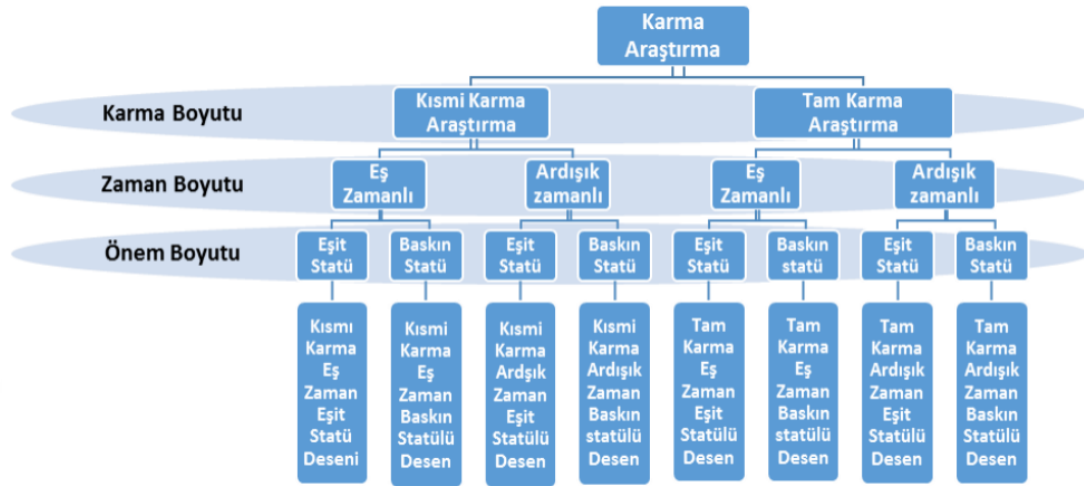 Karma
Araştırma
Karma Boyutu
Kısmi Karma
Araştırma
Tam Karma
Araştırma
Zaman Boyutu
Eş
Zamanlı
Ardışık
zamanlı
Eş
Zamanlı
Ardışık
zamanlı
Önem Boyutu
Eşit
Statü
Baskın
Statü
Eşit
Statü
Baskın
Statü
Eşit
Statü
Baskın
statü
Eşit
Statü
Baskın
Statü
Kısmı
Karma
Eş
Zaman
Eşit
Statü
Deseni
Kısmi
Karma
Eş
Zaman
Baskın
Statülü
Desen
Kısmi
Karma
Ardşık
Zaman
Eşit
Statülü
Desen
Kısmi
Karma
Ardışık
Zaman
Baskın
statülü
Desen
Tam
Karma
Eş
Zaman
Eşit
Statülü
Desen
Tam
Karma
Eş
Zaman
Baskın
statülü
Desen
Tam
Karma
Ardışık
Zaman
Eşit
Statülü
Desen
Tam
Karma
Ardışık
Zaman
Baskın
Statülü
Desen